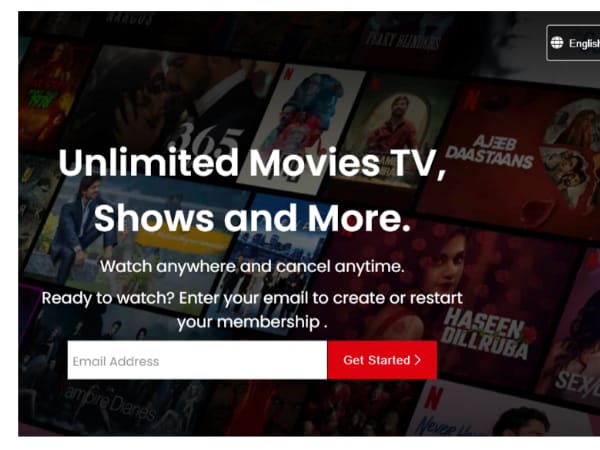 NARCOS
PEAKY BLINDERS
English
365
AJEEB
DAASTAANS
Unlimited Movies TV,
Shows and More.
Watch anywhere and cancel anytime.
Ready to watch? Enter your email to create or restart
your membership .
HASEEN
DILLRUBA
Email Address
Get Started >
SEX/
ampire Diaries
Never Have